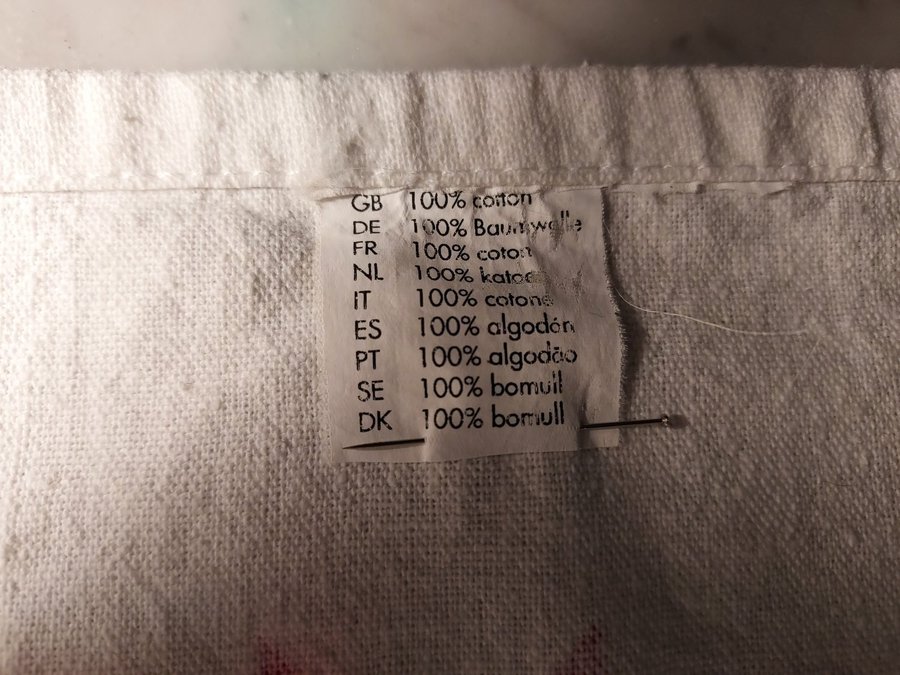 GB 100% cotton
DE 100% Baumwolle
FR 100% coton
NL 100%
IT 100% cotone
ES 100% algodón
PT 100% algodão
SE 100% bomull
DK 100% bomull